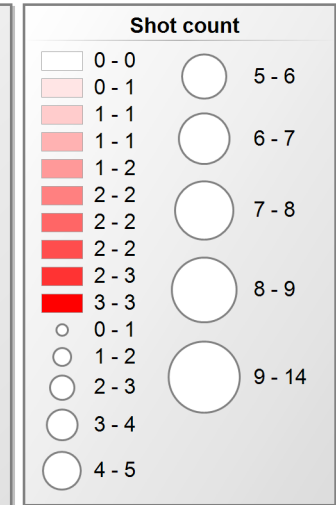 Shot count
0 - 0
0 - 1
1 - 1
1 - 1
1 - 2
2 - 2
2 - 2
2 - 2
2 - 3
3 - 3
0 - 1
1 - 2
2 - 3
3 - 4
4 - 5
5 - 6
6 - 7
7 - 8
8 - 9
9 - 14